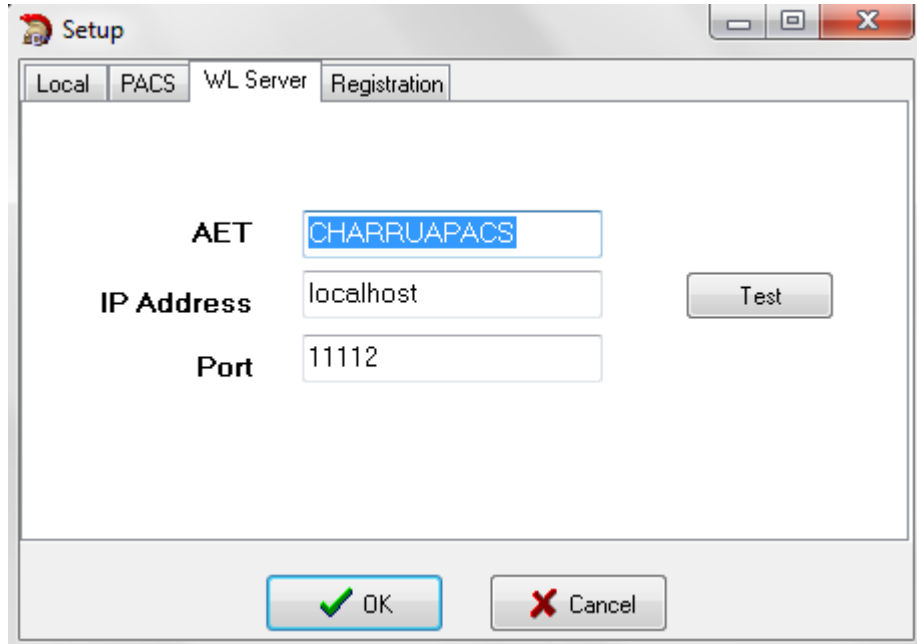 Setup
Local PACS WL Server Registration
AET CHARRUAPACS
IP Address localhost Test
Port 11112
OK Cancel